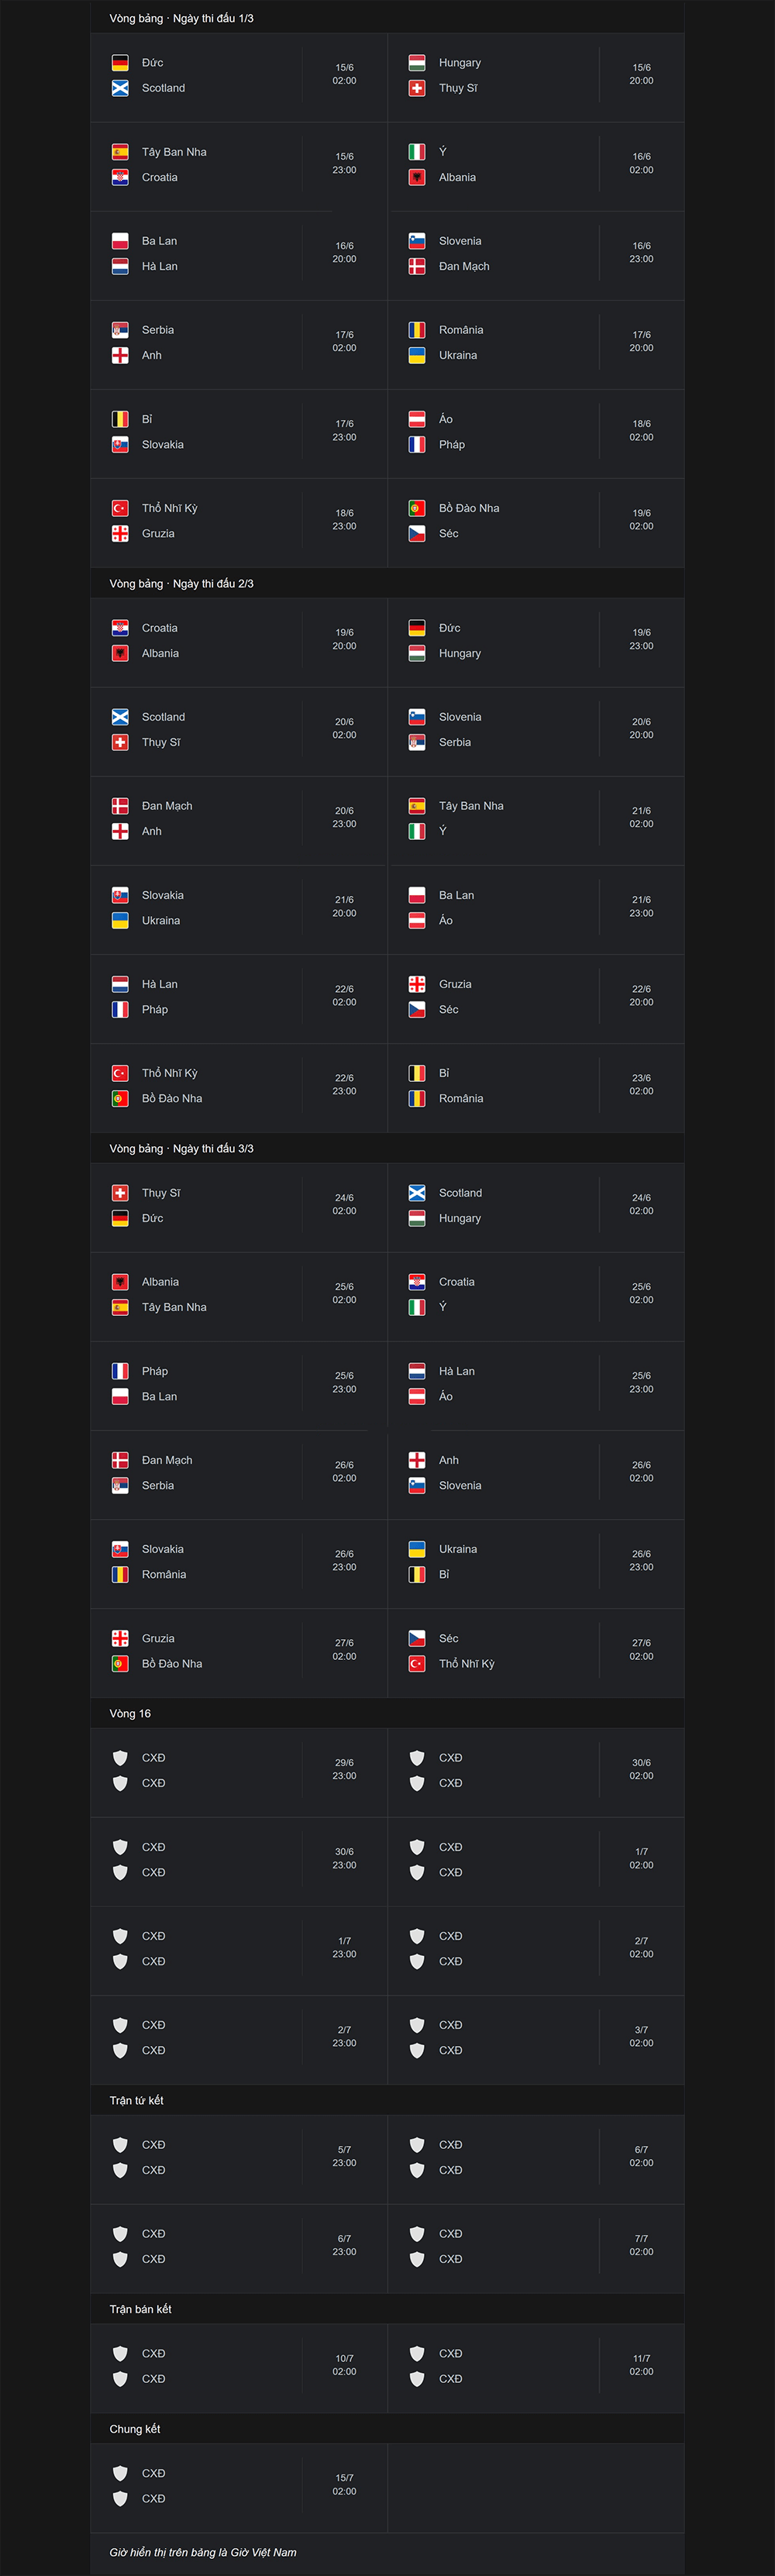 Vòng bảng · Ngày thi đấu 1/3
Đức
Scotland
15/6
02:00
Hungary
Thụy Sĩ
15/6
20:00
Tây Ban Nha
Croatia
15/6
23:00
Ý
Albania
16/6
02:00
Ba Lan
Hà Lan
16/6
20:00
Slovenia
Đan Mạch
16/6
23:00
Serbia
Anh
17/6
02:00
România
Ukraina
17/6
20:00
Bỉ
Slovakia
17/6
23:00
Áo
Pháp
18/6
02:00
Thổ Nhĩ Kỳ
Gruzia
18/6
23:00
Bồ Đào Nha
Séc
19/6
02:00
Vòng bảng · Ngày thi đấu 2/3
Croatia
Albania
19/6
20:00
Đức
Hungary
19/6
23:00
Scotland
Thụy Sĩ
20/6
02:00
Slovenia
Serbia
20/6
20:00
Đan Mạch
Anh
20/6
23:00
Tây Ban Nha
Ý
21/6
02:00
Slovakia
Ukraina
21/6
20:00
Ba Lan
Áo
21/6
23:00
Hà Lan
Pháp
22/6
02:00
Gruzia
Séc
22/6
20:00
Thổ Nhĩ Kỳ
Bồ Đào Nha
22/6
23:00
Bỉ
România
23/6
02:00
Vòng bảng · Ngày thi đấu 3/3
Thụy Sĩ
Đức
24/6
02:00
Scotland
Hungary
24/6
02:00
Albania
Tây Ban Nha
25/6
02:00
Croatia
Ý
25/6
02:00
Pháp
Ba Lan
25/6
23:00
Hà Lan
Áo
25/6
23:00
Đan Mạch
Serbia
26/6
02:00
Anh
Slovenia
26/6
02:00
Slovakia
România
26/6
23:00
Ukraina
Bỉ
26/6
23:00
Gruzia
Bồ Đào Nha
27/6
02:00
Séc
Thổ Nhĩ Kỳ
27/6
02:00
Vòng 16
CXĐ
CXĐ
29/6
23:00
CXĐ
CXĐ
30/6
02:00
CXĐ
CXĐ
30/6
23:00
CXĐ
CXĐ
1/7
02:00
CXĐ
CXĐ
1/7
23:00
CXĐ
CXĐ
2/7
02:00
CXĐ
CXĐ
2/7
23:00
CXĐ
CXĐ
3/7
02:00
Trận tứ kết
CXĐ
CXĐ
5/7
23:00
CXĐ
CXĐ
6/7
02:00
CXĐ
CXĐ
6/7
23:00
CXĐ
CXĐ
7/7
02:00
Trận bán kết
CXĐ
CXĐ
10/7
02:00
CXĐ
CXĐ
11/7
02:00
Chung kết
CXĐ
CXĐ
15/7
02:00
Giờ hiển thị trên bảng là Giờ Việt Nam